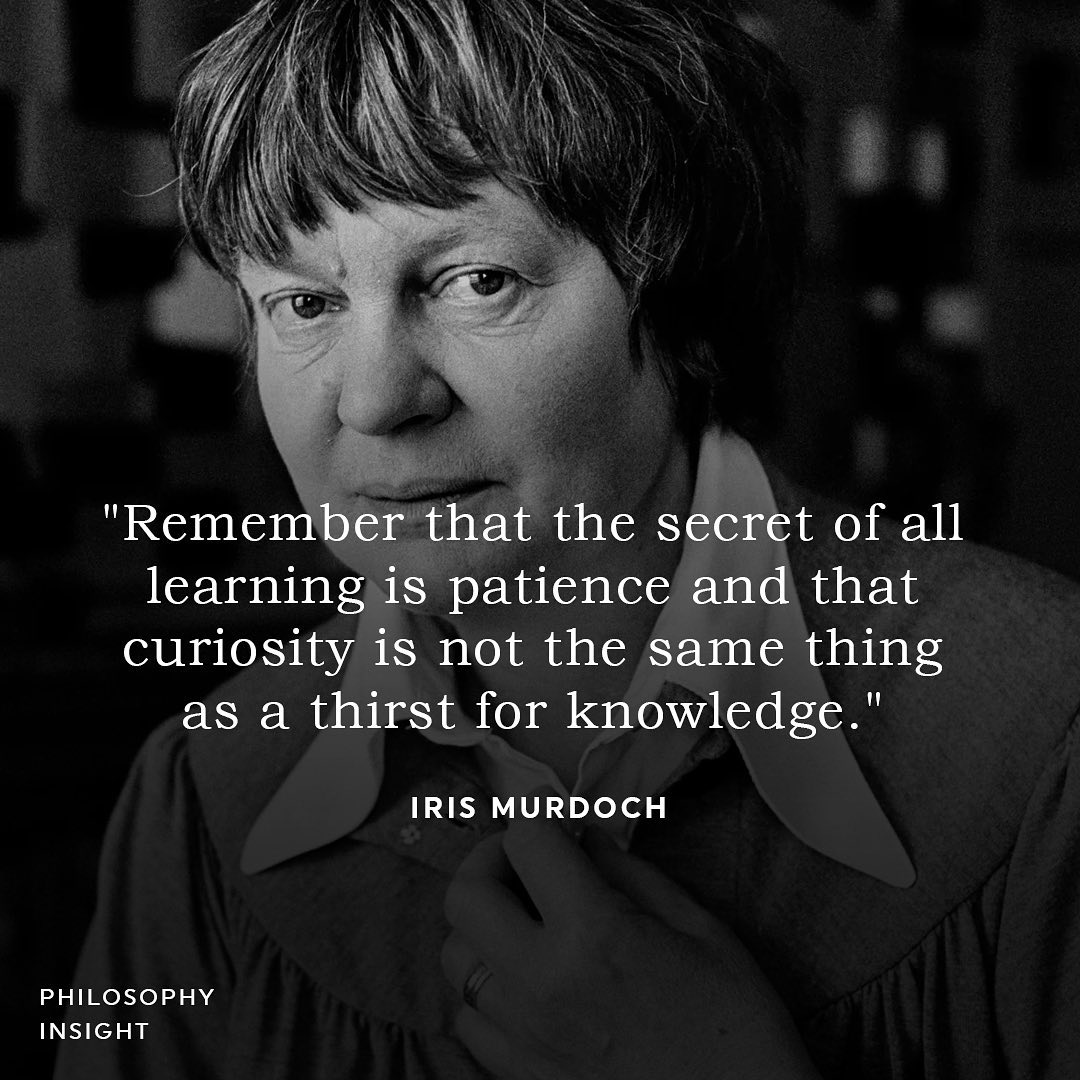 "Remember that the secret of all
learning is patience and that
curiosity is not the same thing
as a thirst for knowledge."
IRIS MURDOCH
PHILOSOPHY
INSIGHT